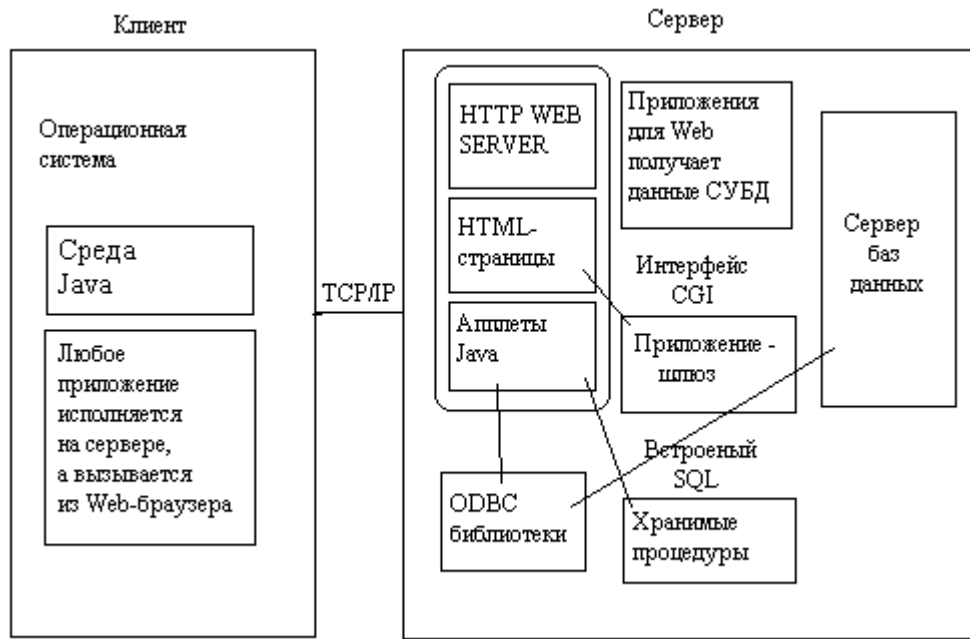 Клиент
Операционная
система
Среда
Java
Любое
приложение
исполняется
на сервере,
а вызывается
из Web-браузера
TCP/IP
Сервер
HTTP WEB
SERVER
HTML-
страницы
Апплеты
Java
ODBC
библиотеки
Приложения
для Web
получает
данные СУБД
Интерфейс
CGI
Приложение -
шлюз
Встроеный
SQL
Хранимые
процедуры
Сервер
баз
данных